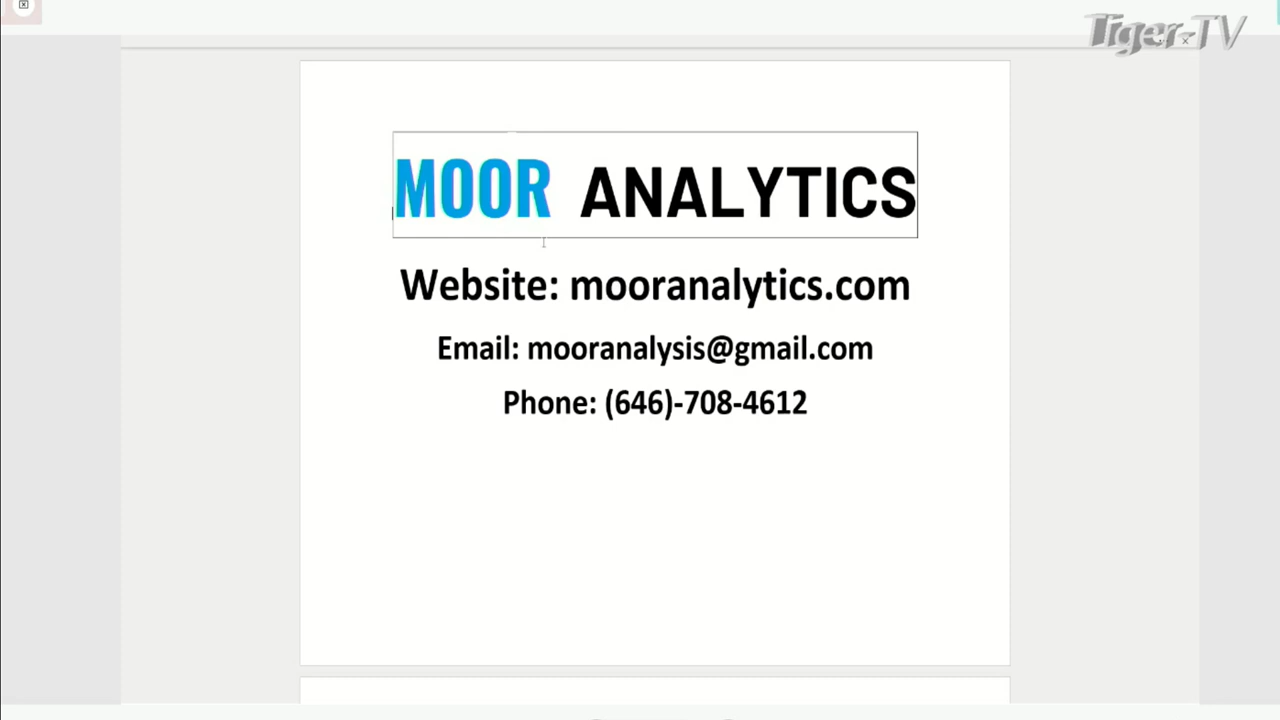 Tiger-TV
MOOR ANALYTICS
Website: mooranalytics.com
Email: mooranalysis@gmail.com
Phone: (646)-708-4612